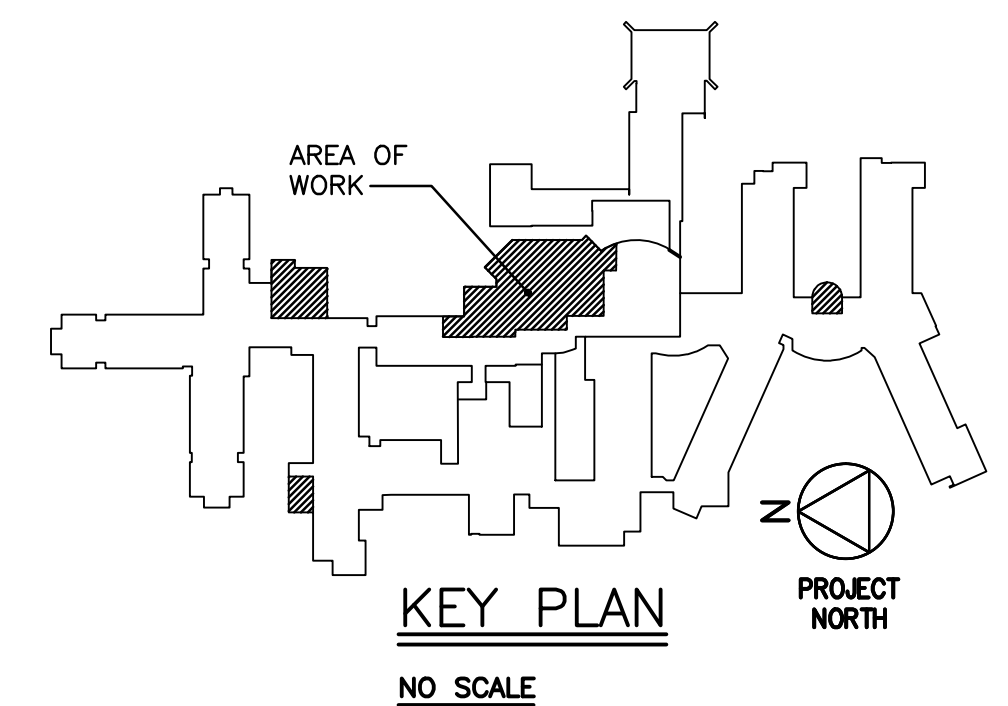 AREA OF
WORK
N
PROJECT
NORTH
KEY PLAN
NO SCALE